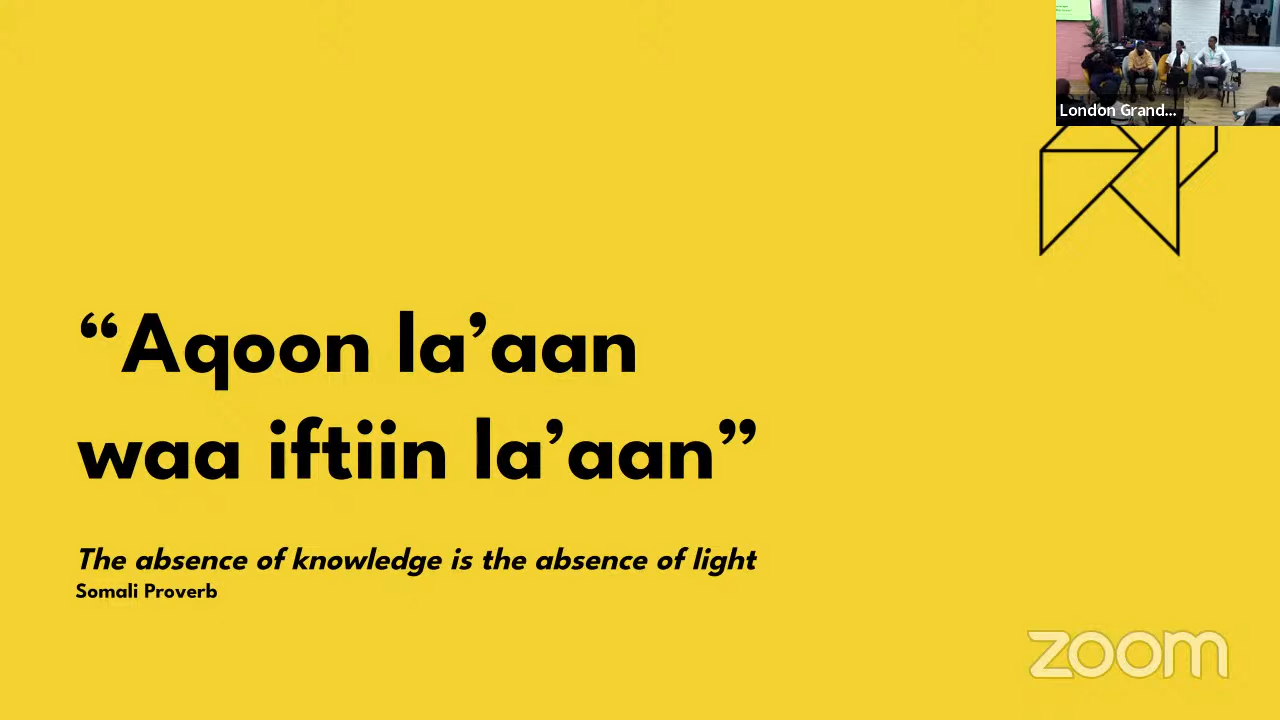 London Grand...
“Aqoon la’aan
waa iftiin la’aan”
The absence of knowledge is the absence of light
Somali Proverb
zoom